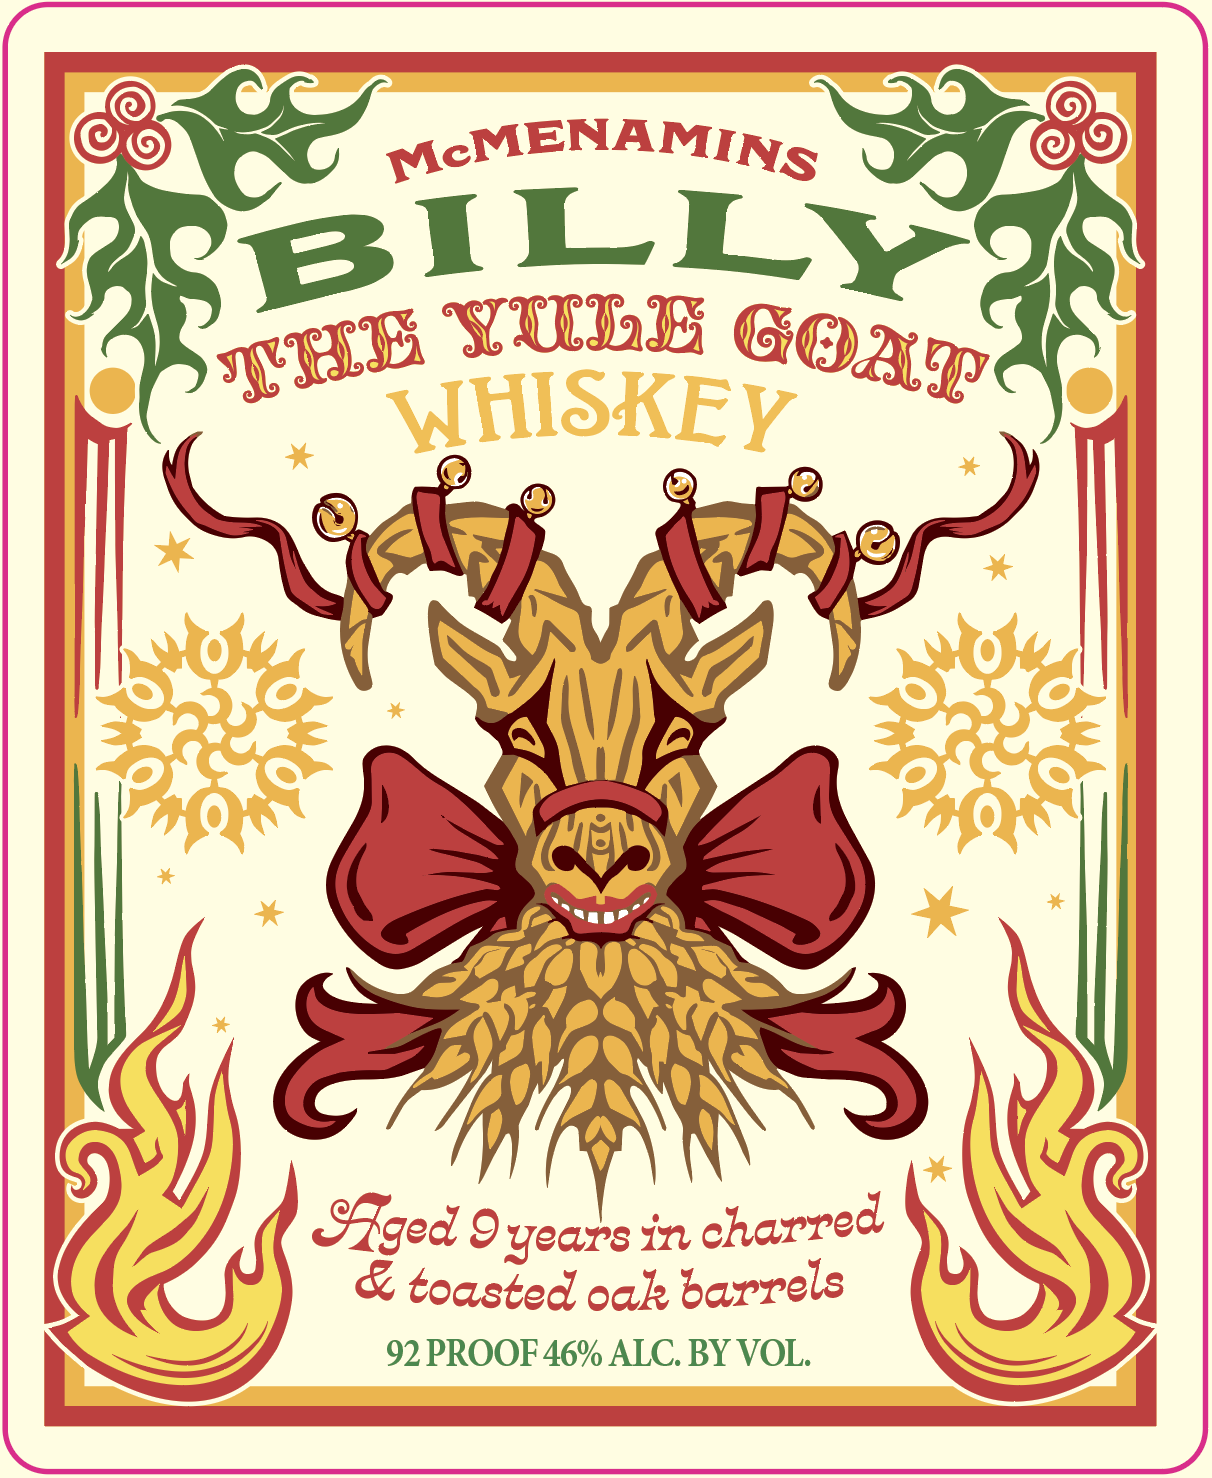 McMENAMINS
BILLY
THE YULE GOAT
WHISKEY
Aged 9 years in charred
& toasted oak barrels
92 PROOF 46% ALC. BY VOL.